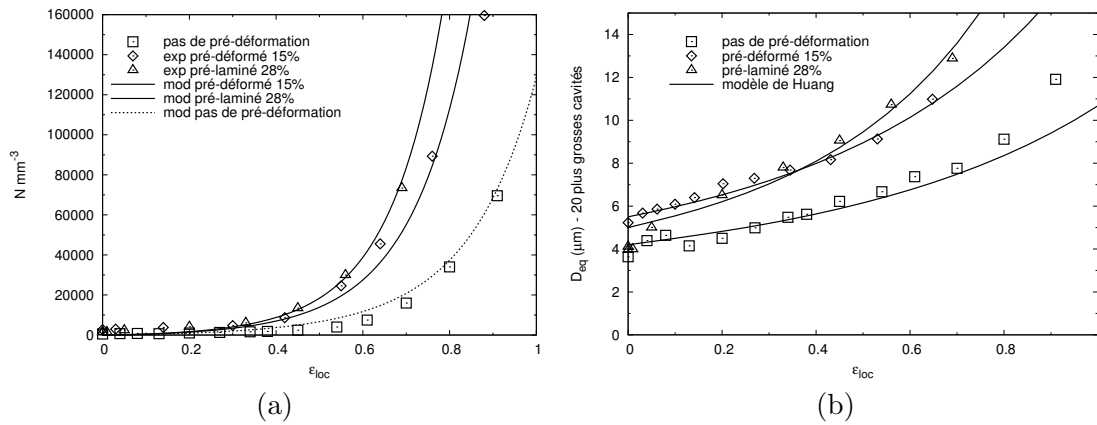 160000
140000
120000
100000
80000
60000
40000
20000
0
N mm-3
pas de pré-déformation
exp pré-déformé 15%
exp pré-laminé 28%
mod pré-déformé 15%
mod pré-laminé 28%
mod pas de pré-déformation
0 0.2 0.4 0.6 0.8 1
εloc
(a)
14
12
10
8
6
4
2
0
Deq (μm) - 20 plus grosses cavités
pas de pré-déformation
pré-déformé 15%
pré-laminé 28%
modèle de Huang
0 0.2 0.4 0.6 0.8 1
εloc
(b)